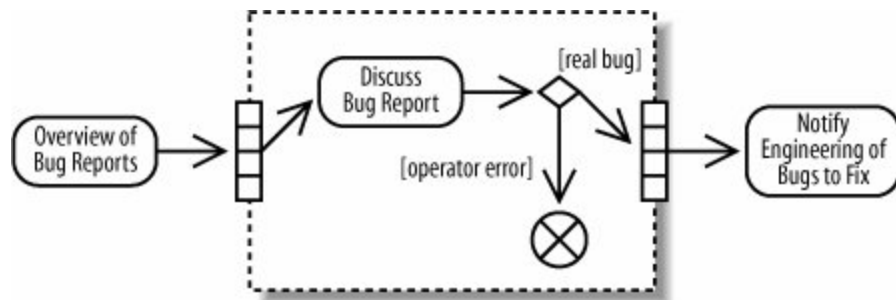 Overview of
Bug Reports
Discuss
Bug Report
[real bug]
[operator error]
Notify
Engineering of
Bugs to Fix